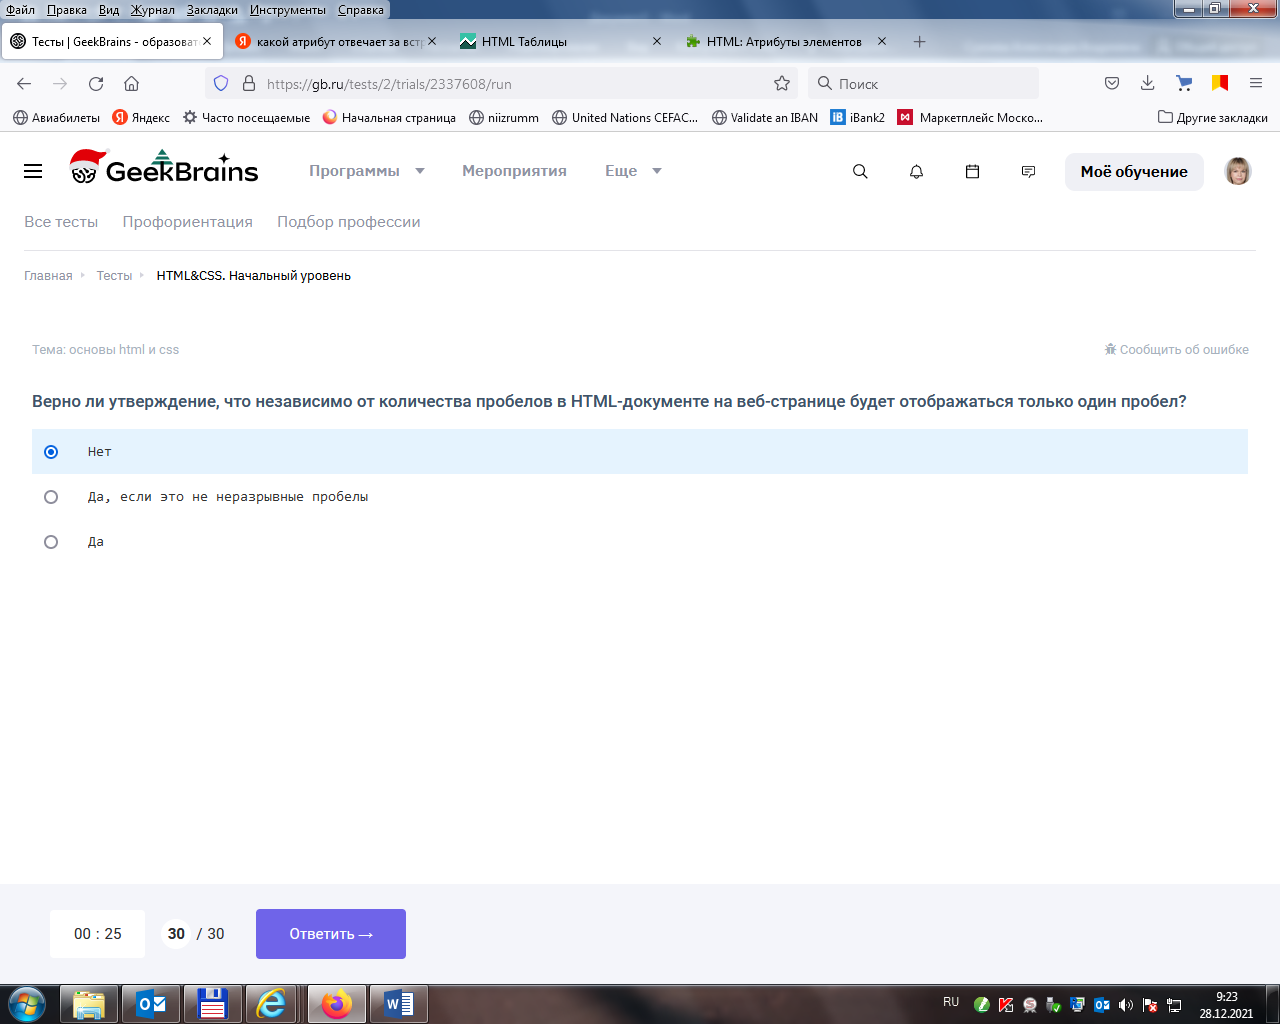 Файл Правка Вид Журнал Закладки Инструменты Справка
Тесты | GeekBrains - образоват
какой атрибут отвечает за встр
HTML Таблицы
HTML: Атрибуты элементов
https://gb.ru/tests/2/trials/2337608/run
Поиск
Авиабилеты Яндекс Часто посещаемые Начальная страница niizrumm United Nations CEFAC... Validate an IBAN iBank2 Маркетплейс Моско... Другие закладки
GeekBrains Программы Мероприятия Еще Моё обучение
Все тесты Профориентация Подбор профессии
Главная Тесты HTML&CSS. Начальный уровень
Тема: основы html и css Сообщить об ошибке
Верно ли утверждение, что независимо от количества пробелов в HTML-документе на веб-странице будет отображаться только один пробел?
Нет
Да, если это не неразрывные пробелы
Да
00 : 25 30 / 30 Ответить →
RU 9:23
28.12.2021